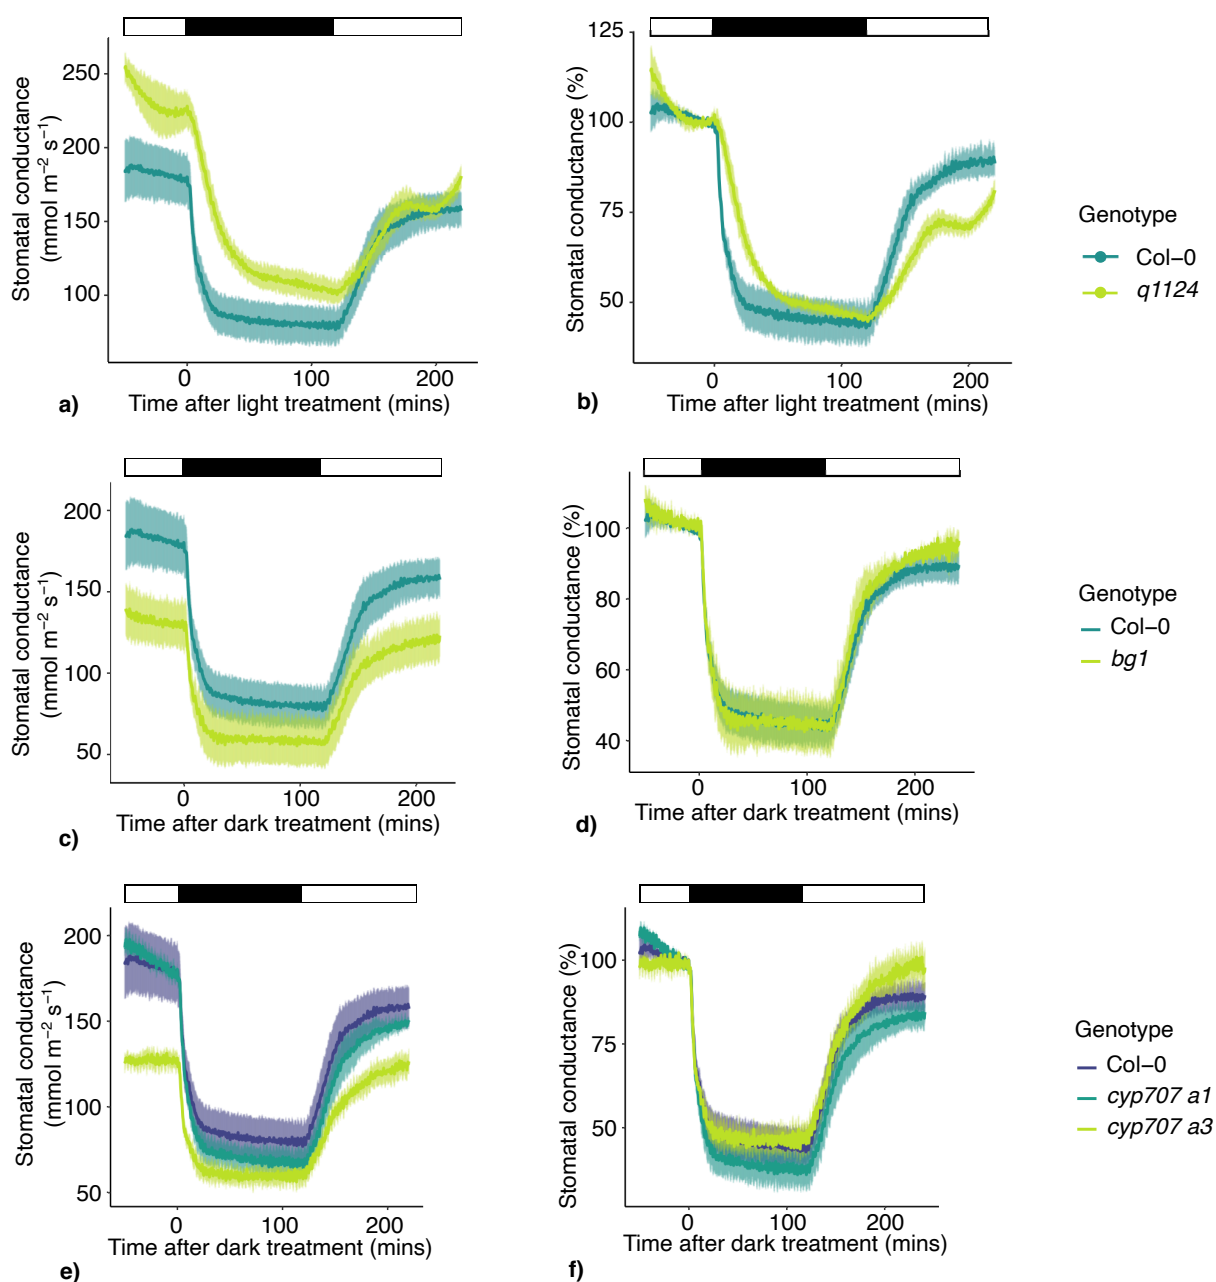 Stomatal conductance
(mmol m⁻² s⁻¹)
250
200
150
100
0
100
200
Time after light treatment (mins)
a)
Stomatal conductance (%)
125
100
75
50
0
100
200
Time after light treatment (mins)
b)
Genotype
Col−0
q1124
Stomatal conductance
(mmol m⁻² s⁻¹)
200
150
100
50
0
100
200
Time after dark treatment (mins)
c)
Stomatal conductance (%)
100
80
60
40
0
100
200
Time after dark treatment (mins)
d)
Genotype
Col−0
bg1
Stomatal conductance
(mmol m⁻² s⁻¹)
200
150
100
50
0
100
200
Time after dark treatment (mins)
e)
Stomatal conductance (%)
100
75
50
0
100
200
Time after dark treatment (mins)
f)
Genotype
Col−0
cyp707 a1
cyp707 a3